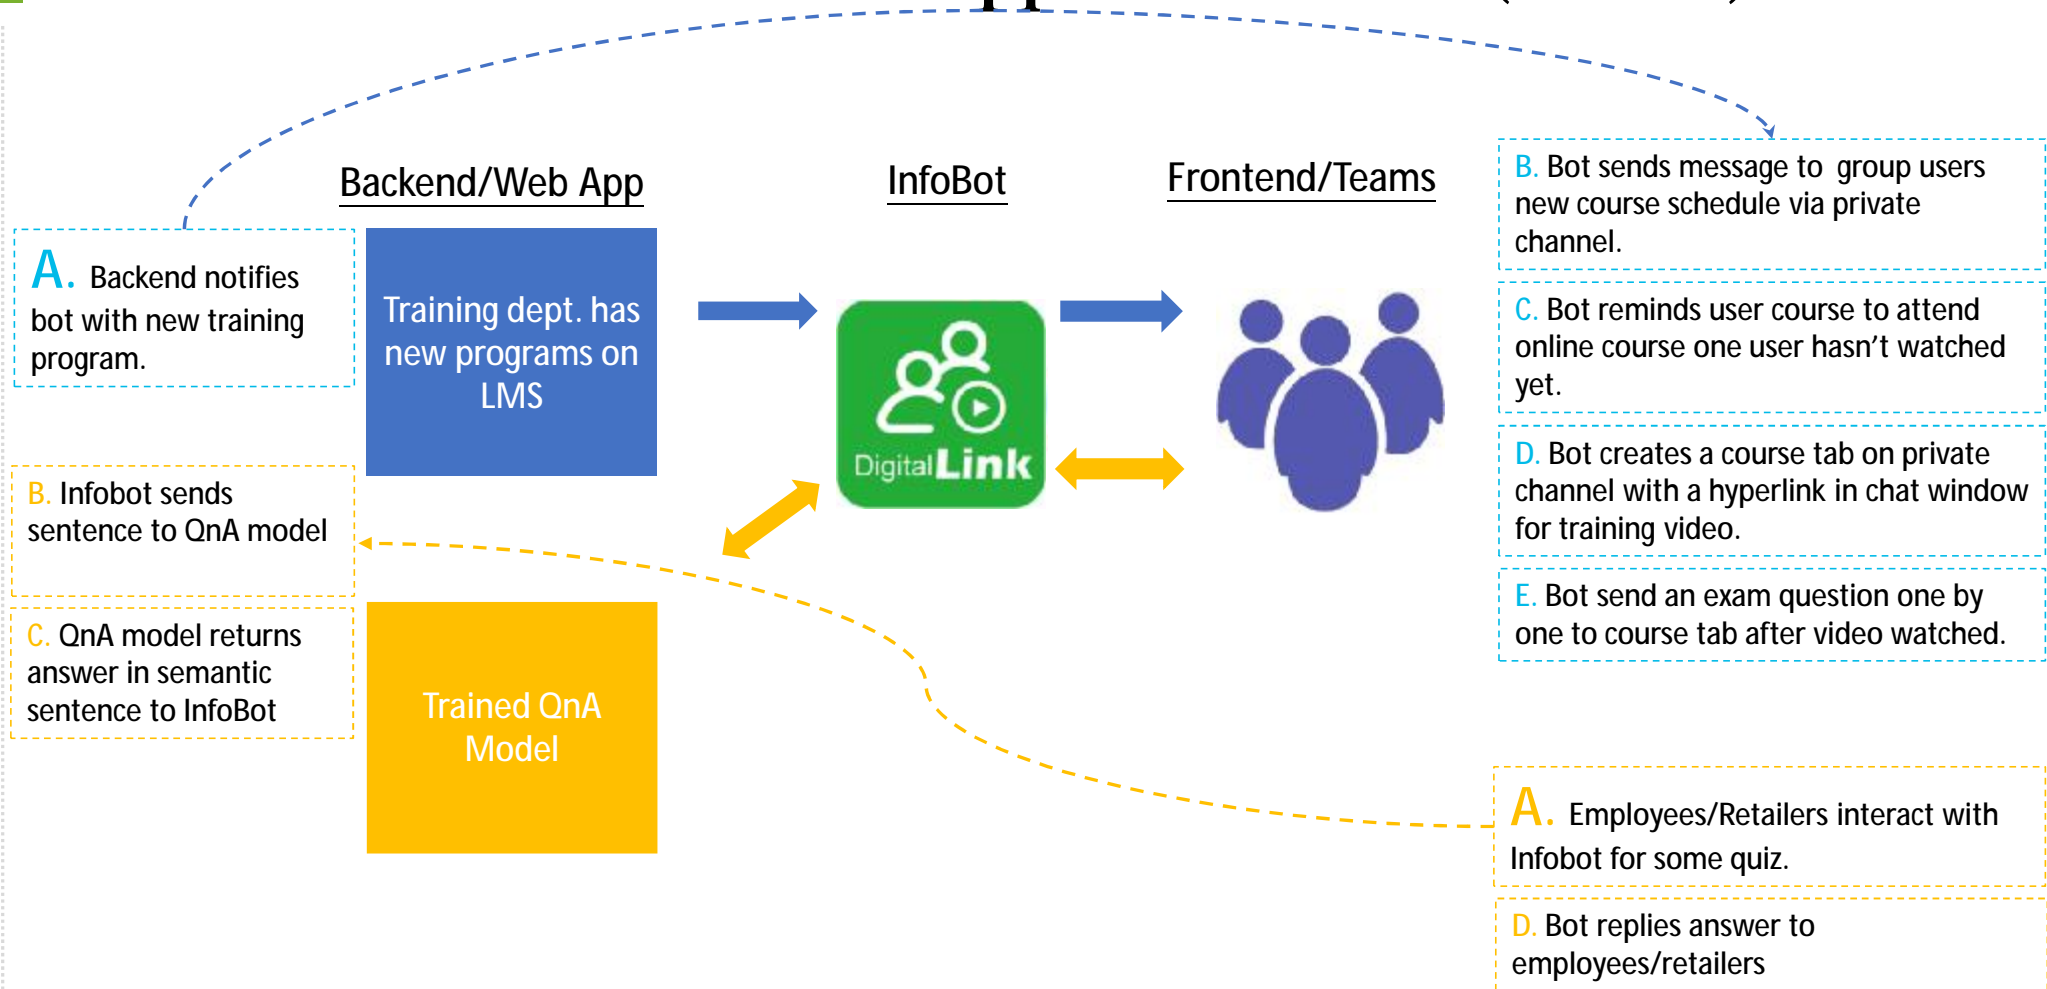 Backend/Web App
InfoBot
Frontend/Teams
A. Backend notifies
bot with new training
program.
Training dept. has
new programs on
LMS
DigitalLink
B. Bot sends message to group users
new course schedule via private
channel.
C. Bot reminds user course to attend
online course one user hasn't watched
yet.
D. Bot creates a course tab on private
channel with a hyperlink in chat window
for training video.
E. Bot send an exam question one by
one to course tab after video watched.
B. Infobot sends
sentence to QnA model
C. QnA model returns
answer in semantic
sentence to InfoBot
Trained QnA
Model
A. Employees/Retailers interact with
Infobot for some quiz.
D. Bot replies answer to
employees/retailers